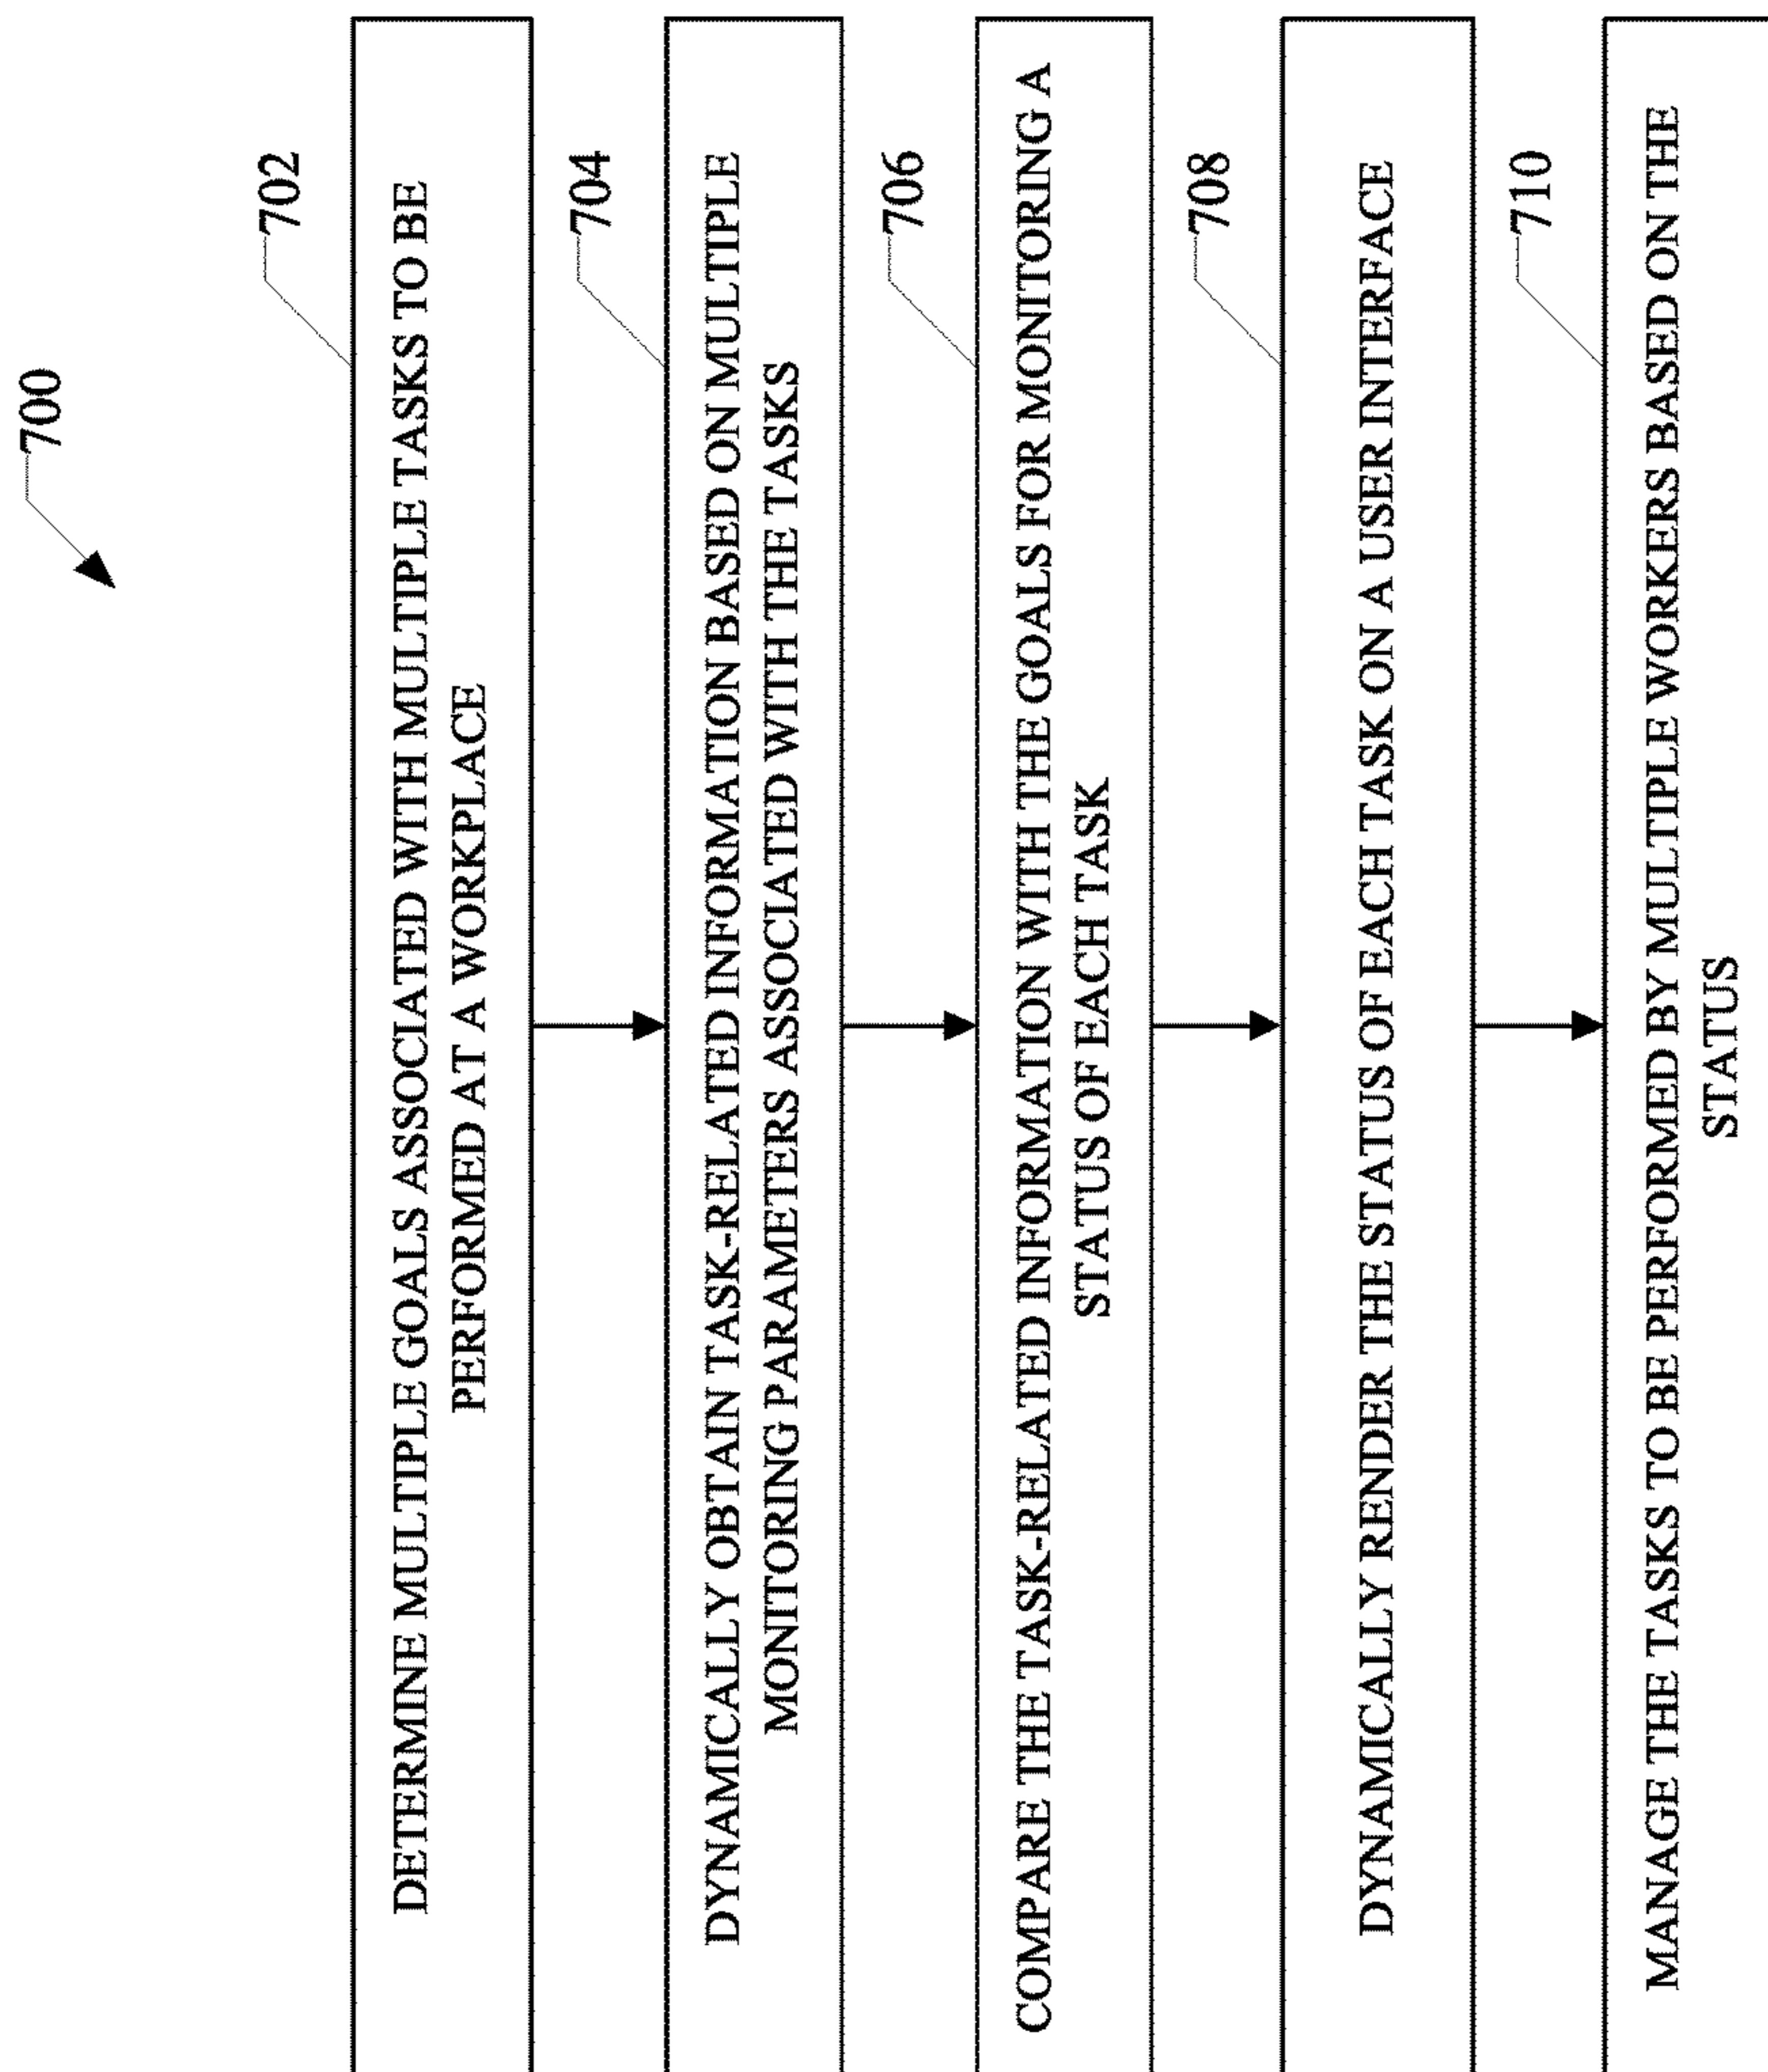 700
702
DETERMINE MULTIPLE GOALS ASSOCIATED WITH MULTIPLE TASKS TO BE
PERFORMED AT A WORKPLACE
704
DYNAMICALLY OBTAIN TASK-RELATED INFORMATION BASED ON MULTIPLE
MONITORING PARAMETERS ASSOCIATED WITH THE TASKS
706
COMPARE THE TASK-RELATED INFORMATION WITH THE GOALS FOR MONITORING A
STATUS OF EACH TASK
708
DYNAMICALLY RENDER THE STATUS OF EACH TASK ON A USER INTERFACE
710
MANAGE THE TASKS TO BE PERFORMED BY MULTIPLE WORKERS BASED ON THE
STATUS